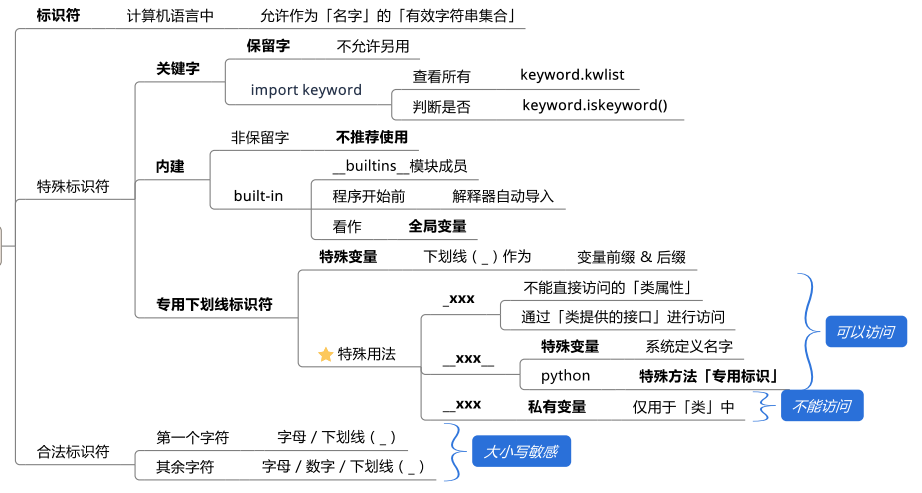 标识符 计算机语言中 允许作为「名字」的「有效字符串集合」
特殊标识符
关键字
保留字 不允许另用
import keyword
查看所有 keyword.kwlist
判断是否 keyword.iskeyword()
内建
非保留字 不推荐使用
built-in
__builtins__模块成员
程序开始前 解释器自动导入
看作 全局变量
专用下划线标识符
特殊变量 下划线 ( _ ) 作为 变量前缀 & 后缀
特殊用法
_xxx
不能直接访问的「类属性」
通过「类提供的接口」进行访问
__xxx__
特殊变量 系统定义名字
python 特殊方法「专用标识」
可以访问
__xxx 私有变量 仅用于「类」中
不能访问
合法标识符
第一个字符 字母 / 下划线 ( _ )
其余字符 字母 / 数字 / 下划线 ( _ )
大小写敏感